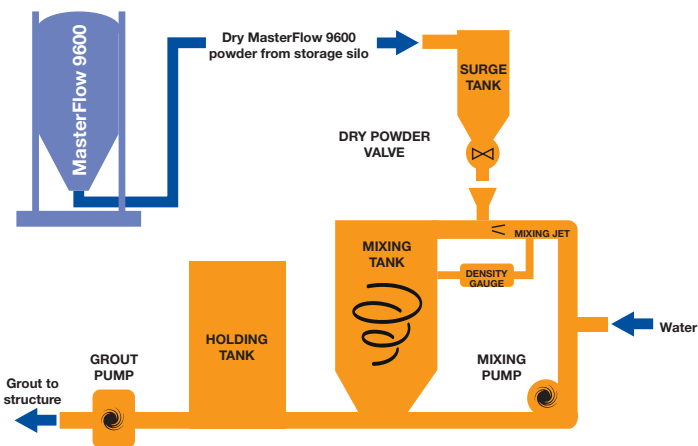 MasterFlow 9600
Dry MasterFlow 9600
powder from storage silo
SURGE
TANK
DRY POWDER
VALVE
MIXING JET
MIXING
TANK
DENSITY
GAUGE
Water
HOLDING
TANK
MIXING
PUMP
GROUT
PUMP
Grout to
structure